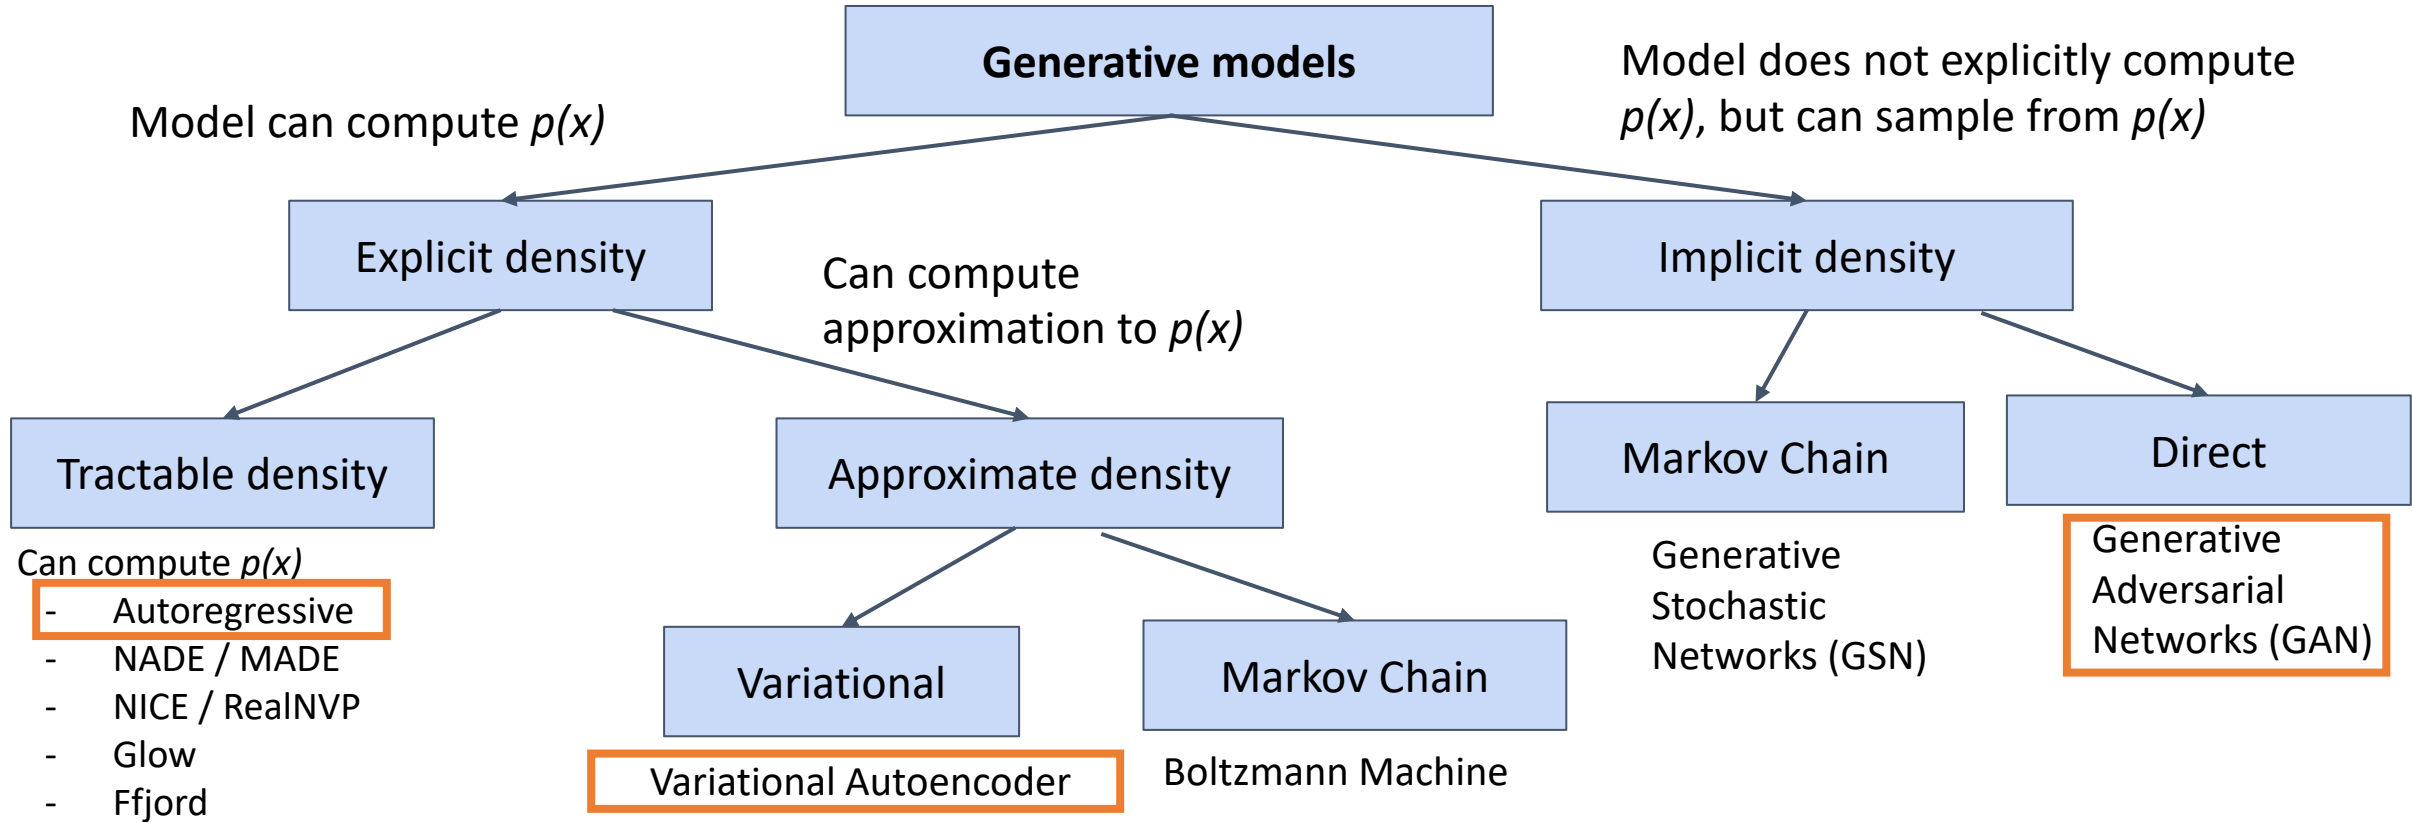 Generative models
Model can compute p(x)
Model does not explicitly compute
p(x), but can sample from p(x)
Explicit density
Implicit density
Can compute
approximation to p(x)
Tractable density
Approximate density
Markov Chain
Direct
Can compute p(x)
- Autoregressive
- NADE / MADE
- NICE / RealNVP
- Glow
- Ffjord
Variational
Variational Autoencoder
Markov Chain
Boltzmann Machine
Generative
Stochastic
Networks (GSN)
Generative
Adversarial
Networks (GAN)